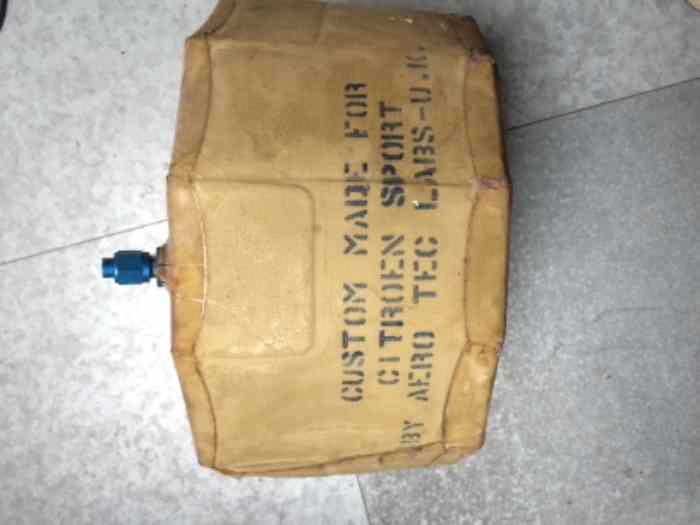 CUSTOM MADE FOR
CITROEN SPORT
BY AERO TEC LABS-U.K.